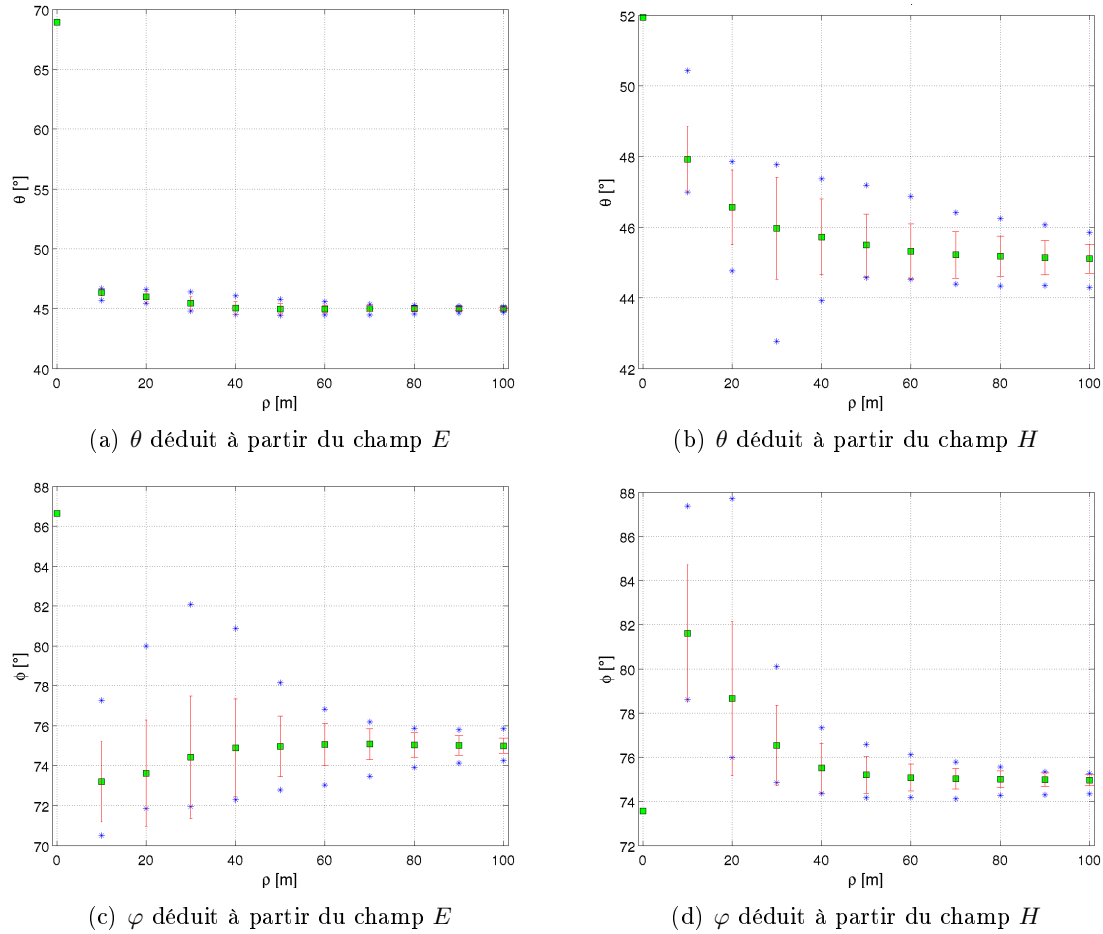 70
65
60
55
50
45
40
θ [°]
0 20 40 60 80 100
ρ [m]
(a) θ déduit à partir du champ E
52
50
48
46
44
42
θ [°]
0 20 40 60 80 100
ρ [m]
(b) θ déduit à partir du champ H
88
86
84
82
80
78
76
74
72
70
ϕ [°]
0 20 40 60 80 100
ρ [m]
(c) φ déduit à partir du champ E
88
86
84
82
80
78
76
74
72
ϕ [°]
0 20 40 60 80 100
ρ [m]
(d) φ déduit à partir du champ H